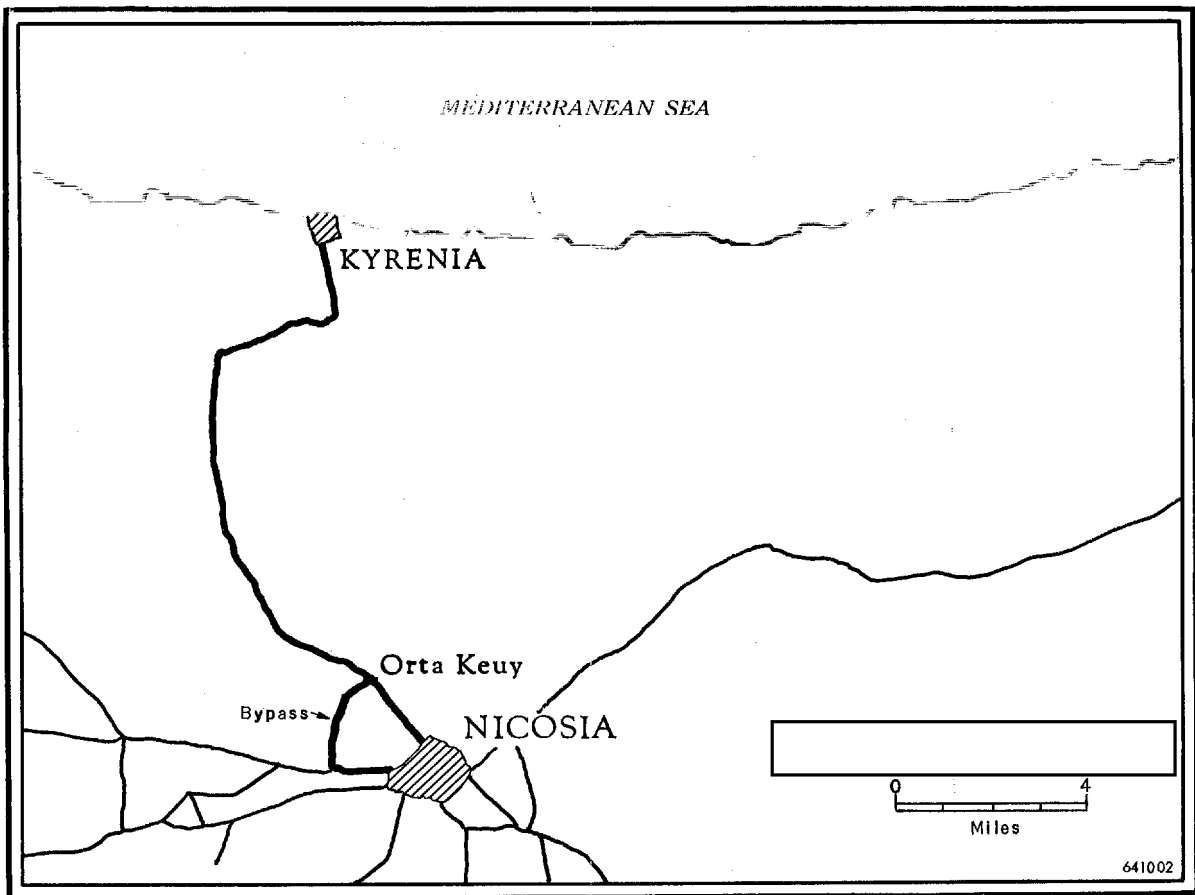 MEDITERRANEAN SEA
KYRENIA
Orta Keuy
Bypass
NICOSIA
0 4
Miles
641002